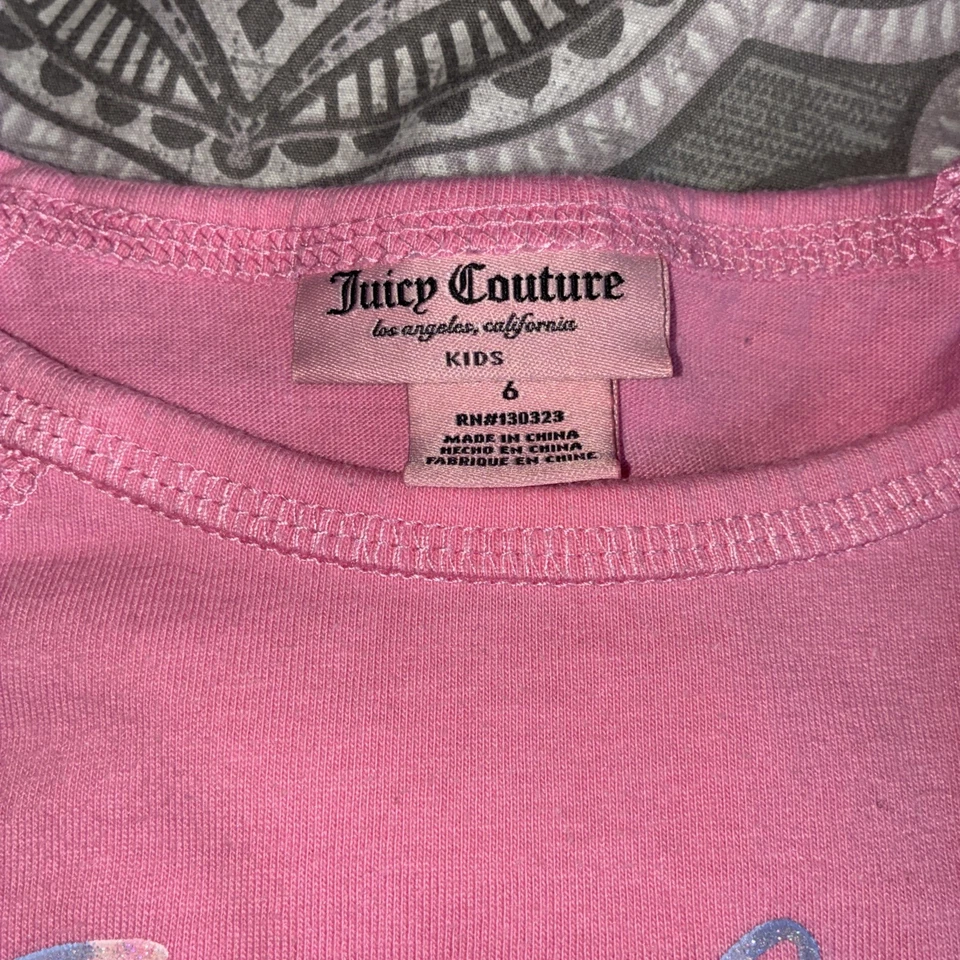 Juicy Couture
los angeles, california
KIDS
6
RN#130323
MADE IN CHINA
HECHO EN CHINA
FABRIQUE EN CHINE